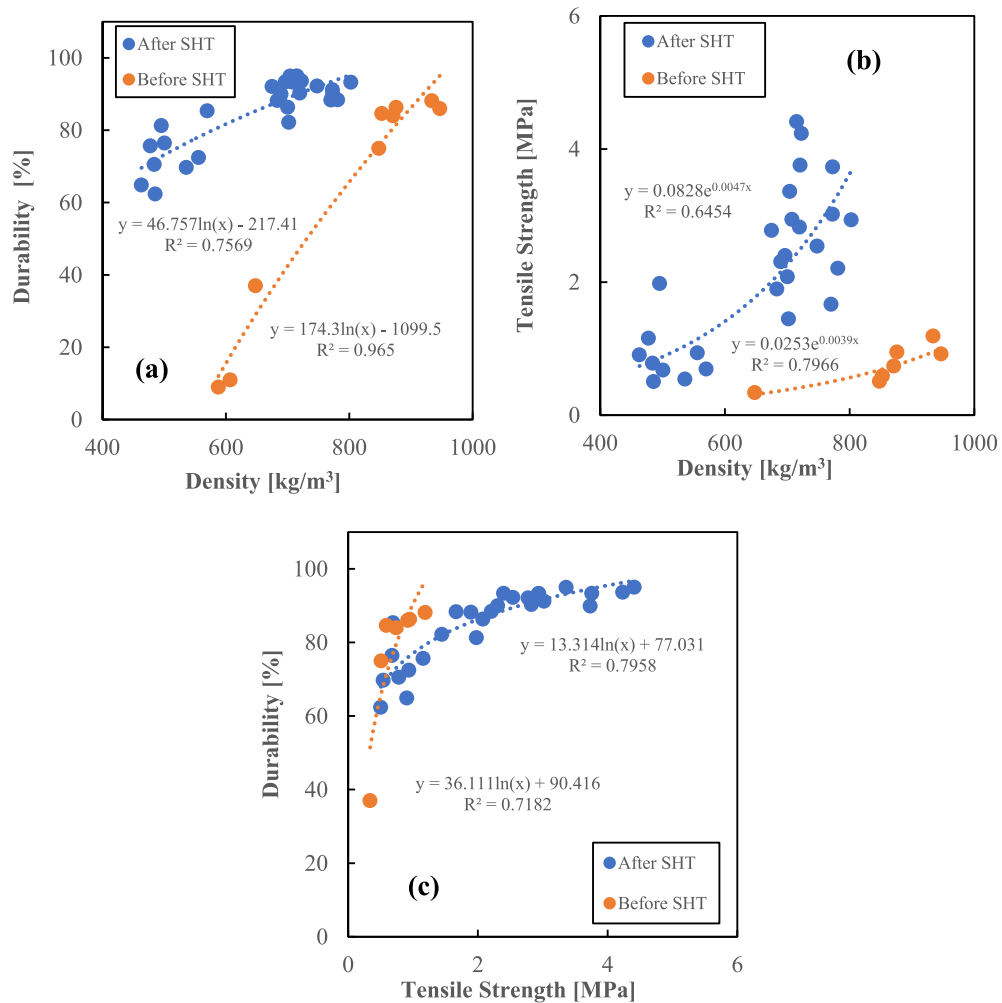 After SHT
Before SHT
100
80
60
40
20
0
Durability [%]
y = 46.757ln(x) - 217.41
R² = 0.7569
y = 174.3ln(x) - 1099.5
R² = 0.965
(a)
400 600 800 1000
Density [kg/m³]
After SHT
Before SHT
(b)
6
4
2
0
Tensile Strength [MPa]
y = 0.0828e^0.0047x
R² = 0.6454
y = 0.0253e^0.0039x
R² = 0.7966
400 600 800 1000
Density [kg/m³]
100
80
60
40
20
0
Durability [%]
y = 13.314ln(x) + 77.031
R² = 0.7958
y = 36.111ln(x) + 90.416
R² = 0.7182
(c)
After SHT
Before SHT
0 2 4 6
Tensile Strength [MPa]